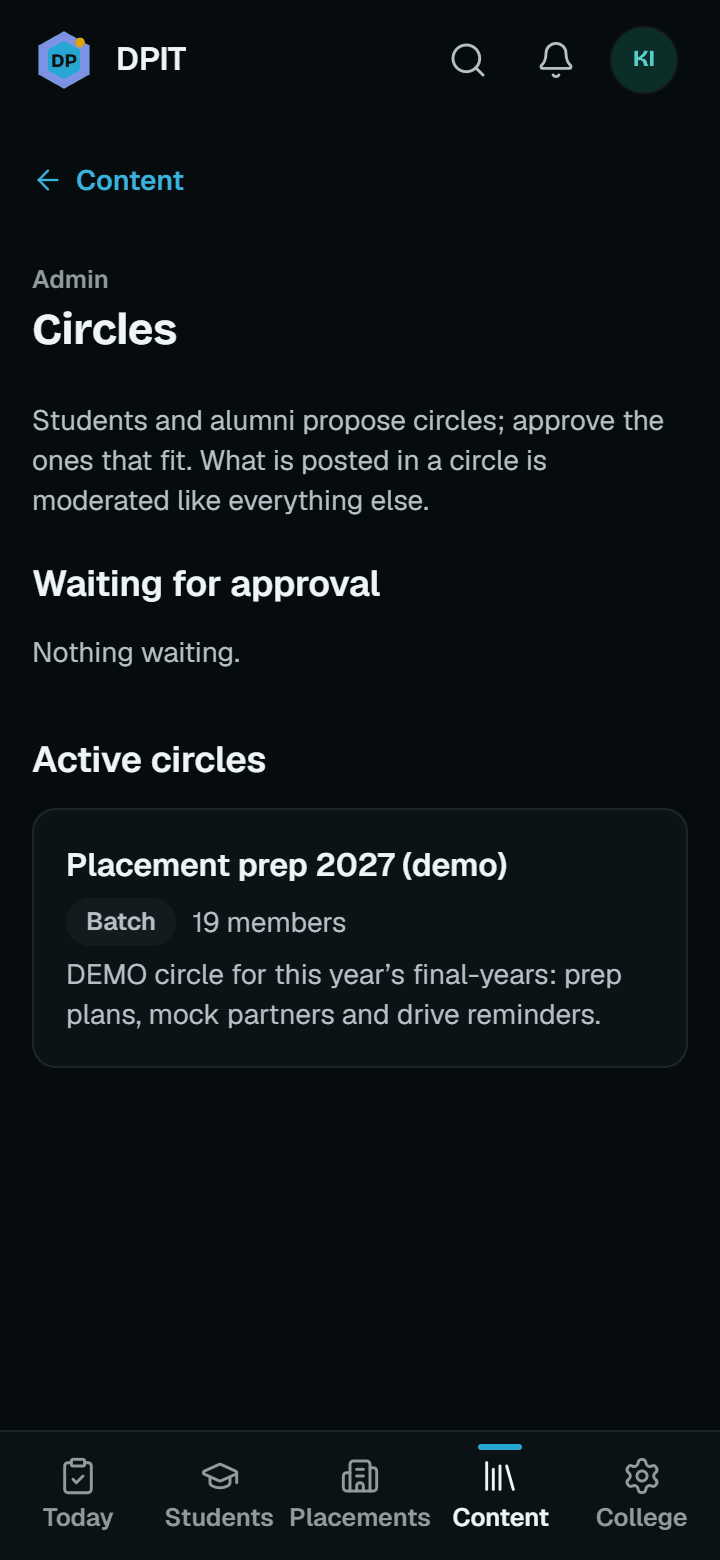 DP
DPIT
KI
Content
Admin
Circles
Students and alumni propose circles; approve the
ones that fit. What is posted in a circle is
moderated like everything else.
Waiting for approval
Nothing waiting.
Active circles
Placement prep 2027 (demo)
Batch 19 members
DEMO circle for this year’s final-years: prep
plans, mock partners and drive reminders.
Today Students Placements Content College